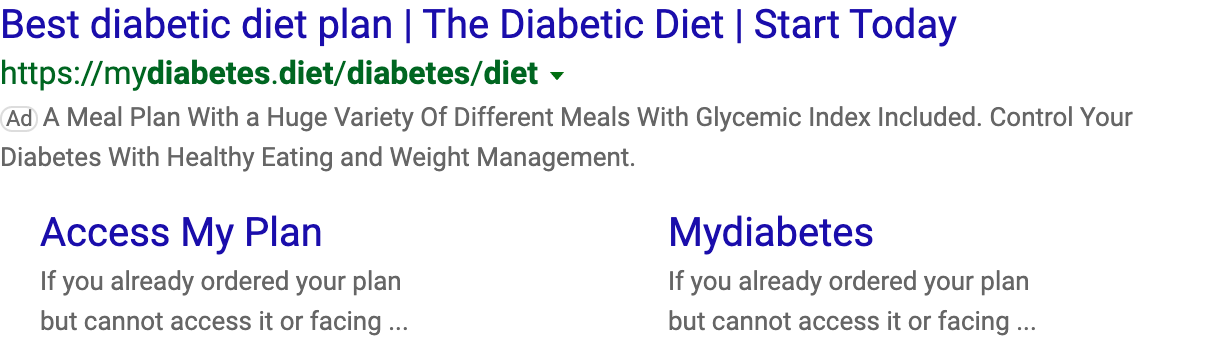 Best diabetic diet plan | The Diabetic Diet | Start Today
https://mydiabetes.diet/diabetes/diet
Ad A Meal Plan With a Huge Variety Of Different Meals With Glycemic Index Included. Control Your
Diabetes With Healthy Eating and Weight Management.
Access My Plan
If you already ordered your plan
but cannot access it or facing ...
Mydiabetes
If you already ordered your plan
but cannot access it or facing ...